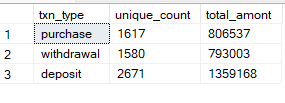 txn_type unique_count total_amont
1 purchase 1617 806537
2 withdrawal 1580 793003
3 deposit 2671 1359168